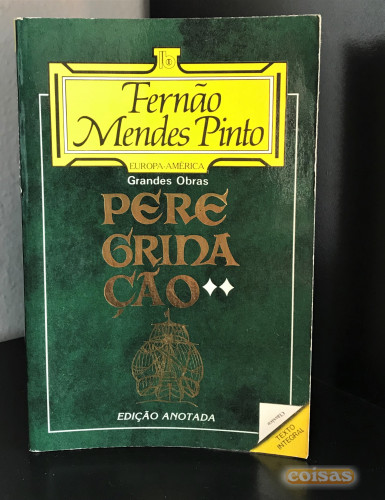 Fernão
Mendes Pinto
EUROPA-AMÉRICA
Grandes Obras
PERE
GRINA
ÇÃO
EDIÇÃO ANOTADA
TEXTO
INTEGRAL
coisas